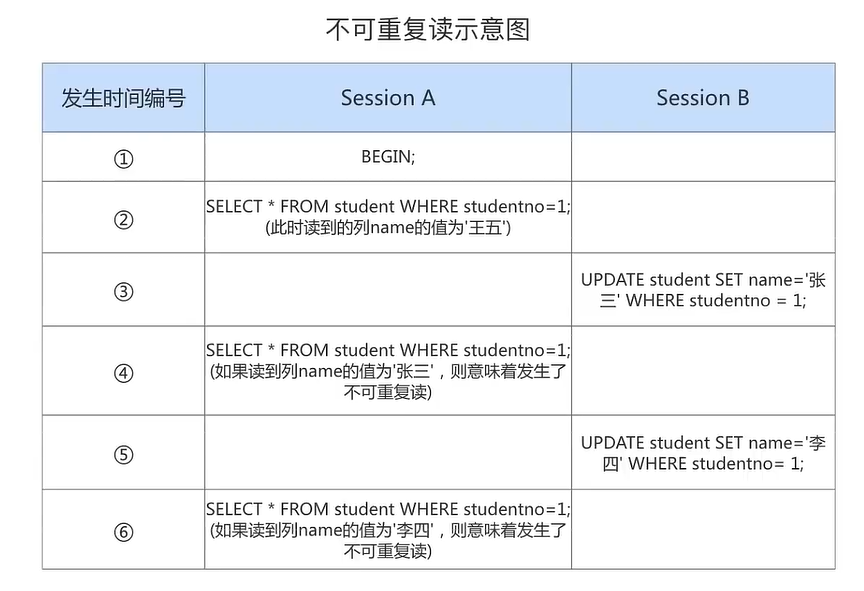 不可重复读示意图
发生时间编号
Session A
Session B
①
BEGIN;
②
SELECT * FROM student WHERE studentno=1;
(此时读到的列name的值为'王五')
③
UPDATE student SET name='张
三' WHERE studentno = 1;
④
SELECT * FROM student WHERE studentno=1;
(如果读到列name的值为'张三'，则意味着发生了
不可重复读)
⑤
UPDATE student SET name='李
四' WHERE studentno= 1;
⑥
SELECT * FROM student WHERE studentno=1;
(如果读到列name的值为'李四'，则意味着发生了
不可重复读)